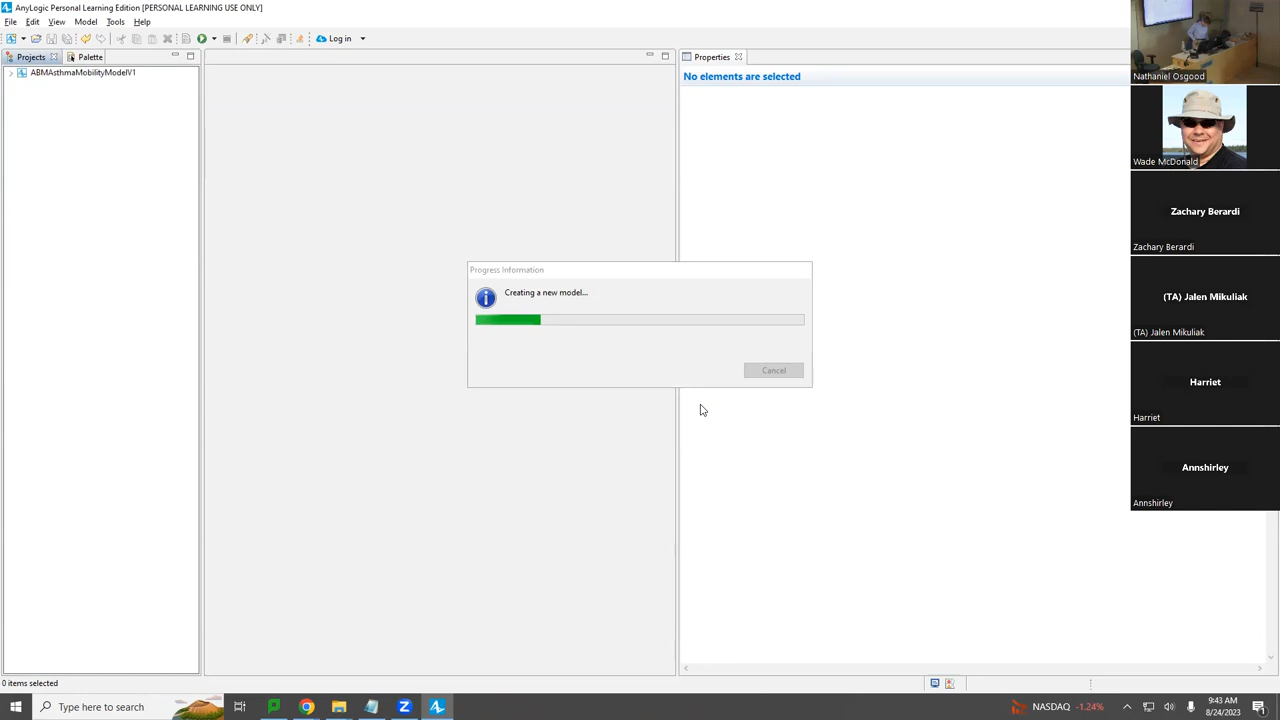 AnyLogic Personal Learning Edition [PERSONAL LEARNING USE ONLY]
File Edit View Model Tools Help
Log in
Projects
Palette
Properties
ABMAsthmaMobilityModelV1
No elements are selected
Nathaniel Osgood
Wade McDonald
Zachary Berardi
Zachary Berardi
Progress Information
Creating a new model...
Cancel
(TA) Jalen Mikuliak
(TA) Jalen Mikuliak
Harriet
Harriet
Annshirley
Annshirley
0 items selected
Type here to search
NASDAQ -1.24%
9:43 AM
8/24/2023
1